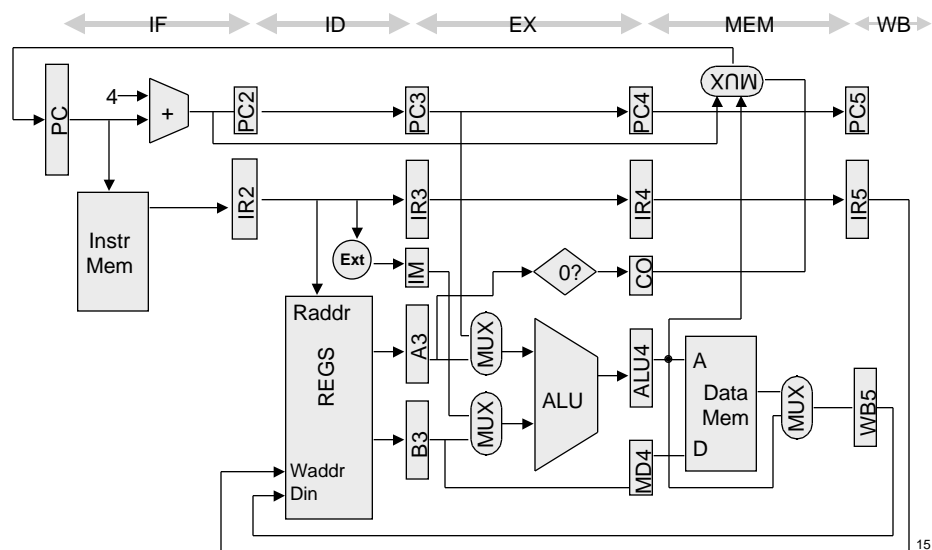 IF ID EX MEM WB
MUX
4
+
PC
PC2
PC3
PC4
PC5
IR2
IR3
IR4
IR5
Instr
Mem
Ext
IM
0?
CO
Raddr
REGS
Waddr
Din
A3
B3
MUX
MUX
ALU
ALU4
MD4
A
Data
Mem
D
MUX
WB5
15